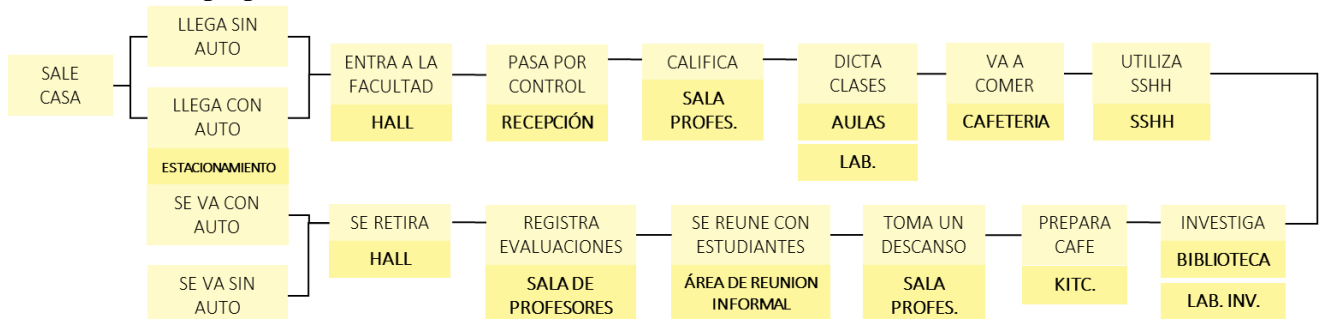 LLEGA SIN
AUTO
SALE
CASA
LLEGA CON
AUTO
ESTACIONAMIENTO
ENTRA A LA
FACULTAD
HALL
PASA POR
CONTROL
RECEPCIÓN
CALIFICA
SALA
PROFES.
DICTA
CLASES
AULAS
LAB.
VA A
COMER
CAFETERIA
UTILIZA
SSHH
SSHH
SE VA CON
AUTO
SE VA SIN
AUTO
SE RETIRA
HALL
REGISTRA
EVALUACIONES
SALA DE
PROFESORES
SE REUNE CON
ESTUDIANTES
ÁREA DE REUNION
INFORMAL
TOMA UN
DESCANSO
SALA
PROFES.
PREPARA
CAFE
KITC.
INVESTIGA
BIBLIOTECA
LAB. INV.